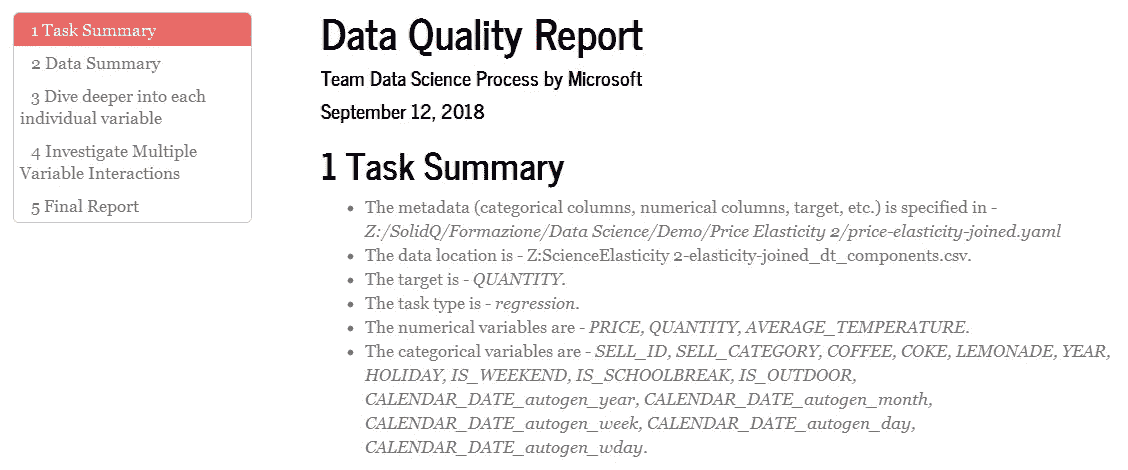 1 Task Summary
2 Data Summary
3 Dive deeper into each
individual variable
4 Investigate Multiple
Variable Interactions
5 Final Report
Data Quality Report
Team Data Science Process by Microsoft
September 12, 2018
1 Task Summary
• The metadata (categorical columns, numerical columns, target, etc.) is specified in -
Z:/SolidQ/Formazione/Data Science/Demo/Price Elasticity 2/price-elasticity-joined.yaml
• The data location is - Z:ScienceElasticity 2-elasticity-joined_dt_components.csv.
• The target is - QUANTITY.
• The task type is - regression.
• The numerical variables are - PRICE, QUANTITY, AVERAGE_TEMPERATURE.
• The categorical variables are - SELL_ID, SELL_CATEGORY, COFFEE, COKE, LEMONADE, YEAR,
HOLIDAY, IS_WEEKEND, IS_SCHOOLBREAK, IS_OUTDOOR,
CALENDAR_DATE_autogen_year, CALENDAR_DATE_autogen_month,
CALENDAR_DATE_autogen_week, CALENDAR_DATE_autogen_day,
CALENDAR_DATE_autogen_wday.